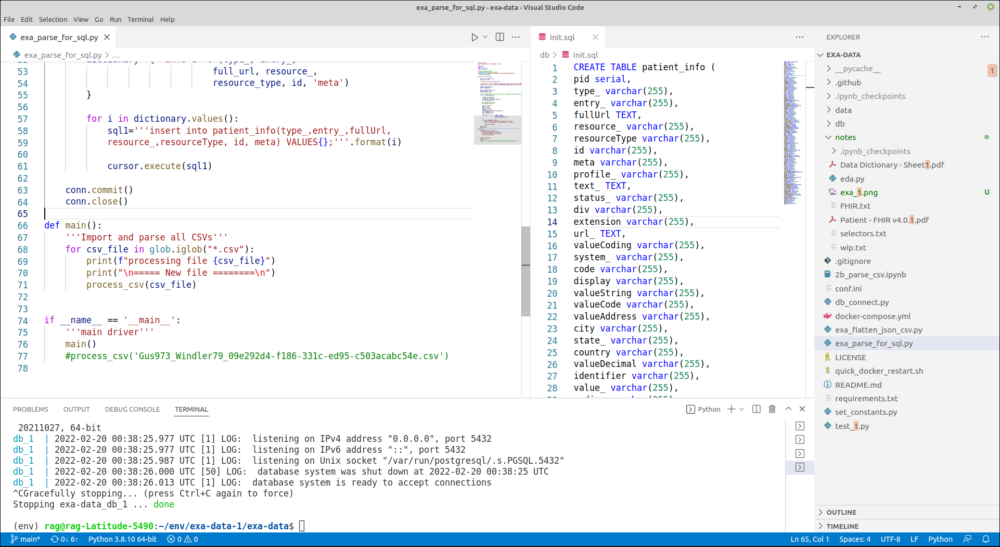 exa_parse_for_sql.py - exa-data - Visual Studio Code
File Edit Selection View Go Run Terminal Help
exa_parse_for_sql.py
exa_parse_for_sql.py > ...
53 full_url, resource_,
54 resource_type, id, 'meta')
55 }
56
57 for i in dictionary.values():
58 sql1='''insert into patient_info(type_,entry_,fullUrl,
59 resource_,resourceType, id, meta) VALUES{};'''.format(i)
60
61 cursor.execute(sql1)
62
63 conn.commit()
64 conn.close()
65
66 def main():
67 '''Import and parse all CSVs'''
68 for csv_file in glob.iglob("*.csv"):
69 print(f"processing file {csv_file}")
70 print("\n===== New file ========\n")
71 process_csv(csv_file)
72
73
74 if __name__ == '__main__':
75 '''main driver'''
76 main()
77 #process_csv('Gus973_Windler79_09e292d4-f186-331c-ed95-c503acabc54e.csv')
78
init.sql
db > init.sql
1 CREATE TABLE patient_info (
2 pid serial,
3 type_ varchar(255),
4 entry_ varchar(255),
5 fullUrl TEXT,
6 resource_ varchar(255),
7 resourceType varchar(255),
8 id varchar(255),
9 meta varchar(255),
10 profile_ varchar(255),
11 text_ TEXT,
12 status_ varchar(255),
13 div varchar(255),
14 extension varchar(255),
15 url_ TEXT,
16 valueCoding varchar(255),
17 system_ varchar(255),
18 code varchar(255),
19 display varchar(255),
20 valueString varchar(255),
21 valueCode varchar(255),
22 valueAddress varchar(255),
23 city varchar(255),
24 state_ varchar(255),
25 country varchar(255),
26 valueDecimal varchar(255),
27 identifier varchar(255),
28 value_ varchar(255),
EXPLORER
EXA-DATA
__pycache__
1
.github
.ipynb_checkpoints
data
db
notes
.ipynb_checkpoints
Data Dictionary - Sheet1.pdf
eda.py
exa_1.png U
FHIR.txt
Patient - FHIR v4.0.1.pdf
selectors.txt
wip.txt
.gitignore
2b_parse_csv.ipynb
conf.ini
db_connect.py
docker-compose.yml
exa_flatten_json_csv.py
exa_parse_for_sql.py
LICENSE
quick_docker_restart.sh
README.md
requirements.txt
set_constants.py
test_1.py
OUTLINE
TIMELINE
PROBLEMS OUTPUT DEBUG CONSOLE TERMINAL Python
20211027, 64-bit
db_1 | 2022-02-20 00:38:25.977 UTC [1] LOG: listening on IPv4 address "0.0.0.0", port 5432
db_1 | 2022-02-20 00:38:25.977 UTC [1] LOG: listening on IPv6 address "::", port 5432
db_1 | 2022-02-20 00:38:25.987 UTC [1] LOG: listening on Unix socket "/var/run/postgresql/.s.PGSQL.5432"
db_1 | 2022-02-20 00:38:26.000 UTC [50] LOG: database system was shut down at 2022-02-20 00:38:25 UTC
db_1 | 2022-02-20 00:38:26.013 UTC [1] LOG: database system is ready to accept connections
^CGracefully stopping... (press Ctrl+C again to force)
Stopping exa-data_db_1 ... done
(env) rag@rag-Latitude-5490:~/env/exa-data-1/exa-data$
main* 0↓ 6↑ Python 3.8.10 64-bit 0 0 Ln 65, Col 1 Spaces: 4 UTF-8 LF Python